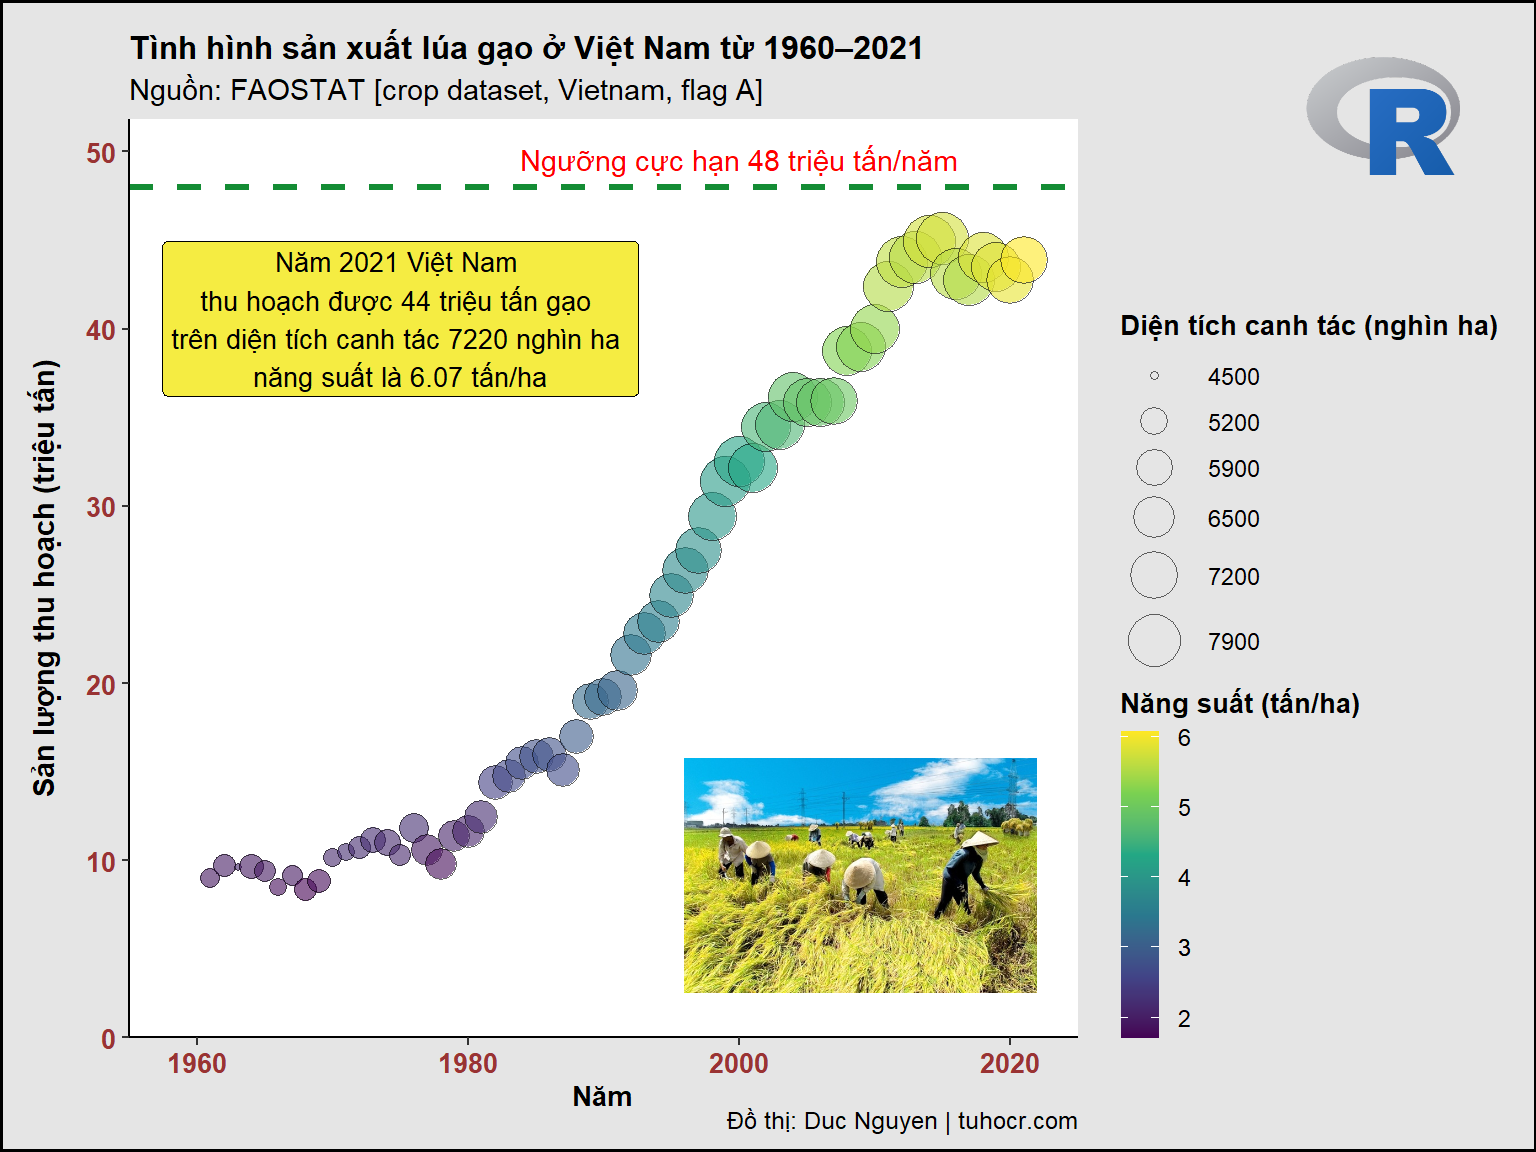 Tình hình sản xuất lúa gạo ở Việt Nam từ 1960–2021
Nguồn: FAOSTAT [crop dataset, Vietnam, flag A]
R
Sản lượng thu hoạch (triệu tấn)
50
40
30
20
10
0
Ngưỡng cực hạn 48 triệu tấn/năm
Năm 2021 Việt Nam
thu hoạch được 44 triệu tấn gạo
trên diện tích canh tác 7220 nghìn ha
năng suất là 6.07 tấn/ha
1960
1980
2000
2020
Năm
Diện tích canh tác (nghìn ha)
4500
5200
5900
6500
7200
7900
Năng suất (tấn/ha)
6
5
4
3
2
Đồ thị: Duc Nguyen | tuhocr.com